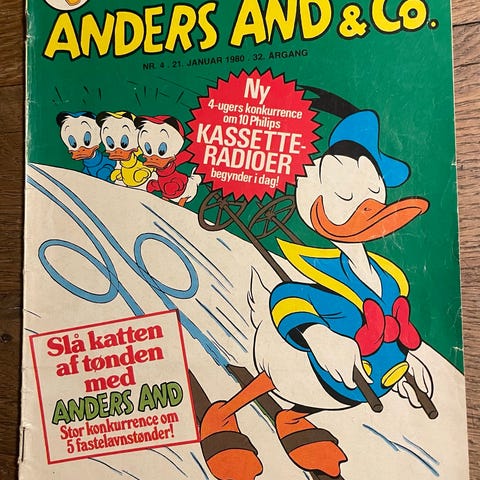 ANDERS AND & Co.
NR. 4 . 21. JANUAR 1980 . 32. ÅRGANG
Ny
4-ugers konkurrence
om 10 Philips
KASSETTE-
RADIOER
begynder i dag!
Slå katten
af tønden
med
ANDERS AND
Stor konkurrence om
5 fastelavnstønder!